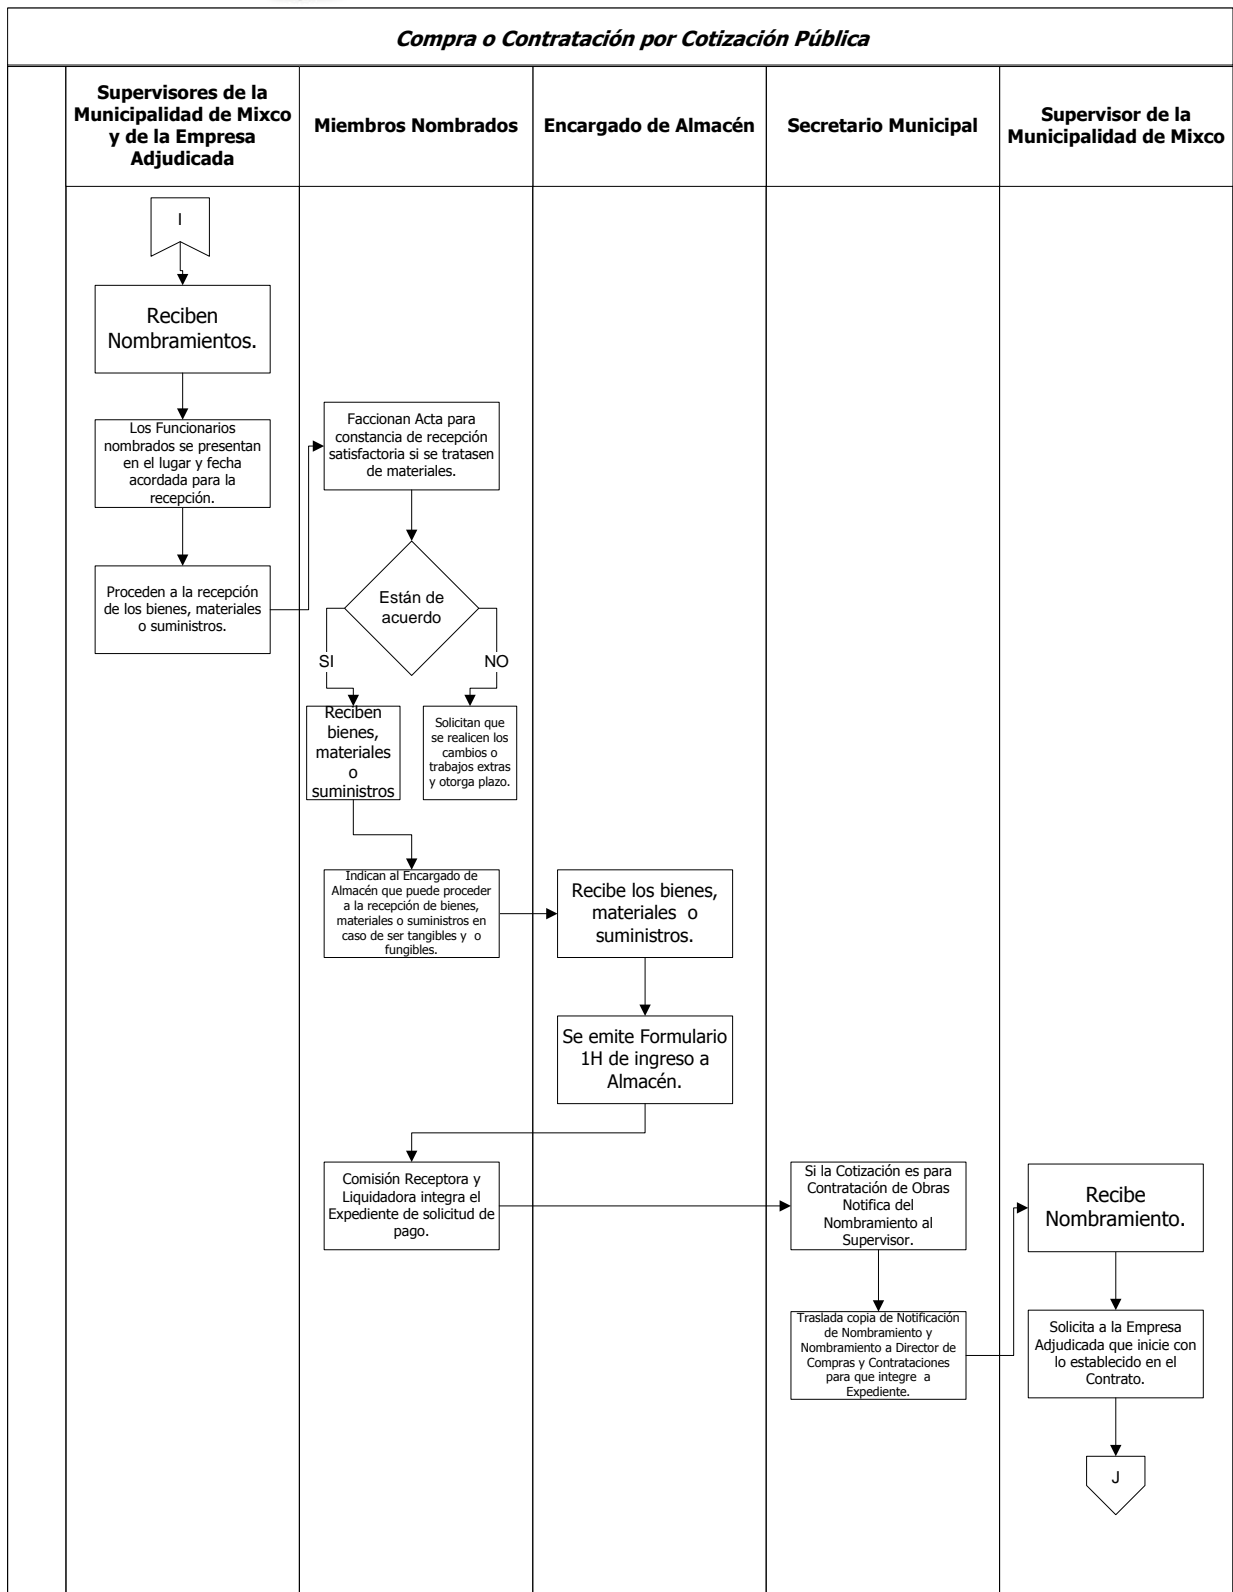 Compra o Contratación por Cotización Pública
Supervisores de la
Municipalidad de Mixco
y de la Empresa
Adjudicada
Miembros Nombrados
Encargado de Almacén
Secretario Municipal
Supervisor de la
Municipalidad de Mixco
I
Reciben
Nombramientos.
Los Funcionarios
nombrados se presentan
en el lugar y fecha
acordada para la
recepción.
Proceden a la recepción
de los bienes, materiales
o suministros.
Faccionan Acta para
constancia de recepción
satisfactoria si se tratasen
de materiales.
Están de
acuerdo
SI
NO
Reciben
bienes,
materiales
o
suministros
Solicitan que
se realicen los
cambios o
trabajos extras
y otorga plazo.
Indican al Encargado de
Almacén que puede proceder
a la recepción de bienes,
materiales o suministros en
caso de ser tangibles y  o
fungibles.
Recibe los bienes,
materiales  o
suministros.
Se emite Formulario
1H de ingreso a
Almacén.
Comisión Receptora y
Liquidadora integra el
Expediente de solicitud de
pago.
Si la Cotización es para
Contratación de Obras
Notifica del
Nombramiento al
Supervisor.
Traslada copia de Notificación
de Nombramiento y
Nombramiento a Director de
Compras y Contrataciones
para que integre  a
Expediente.
Recibe
Nombramiento.
Solicita a la Empresa
Adjudicada que inicie con
lo establecido en el
Contrato.
J